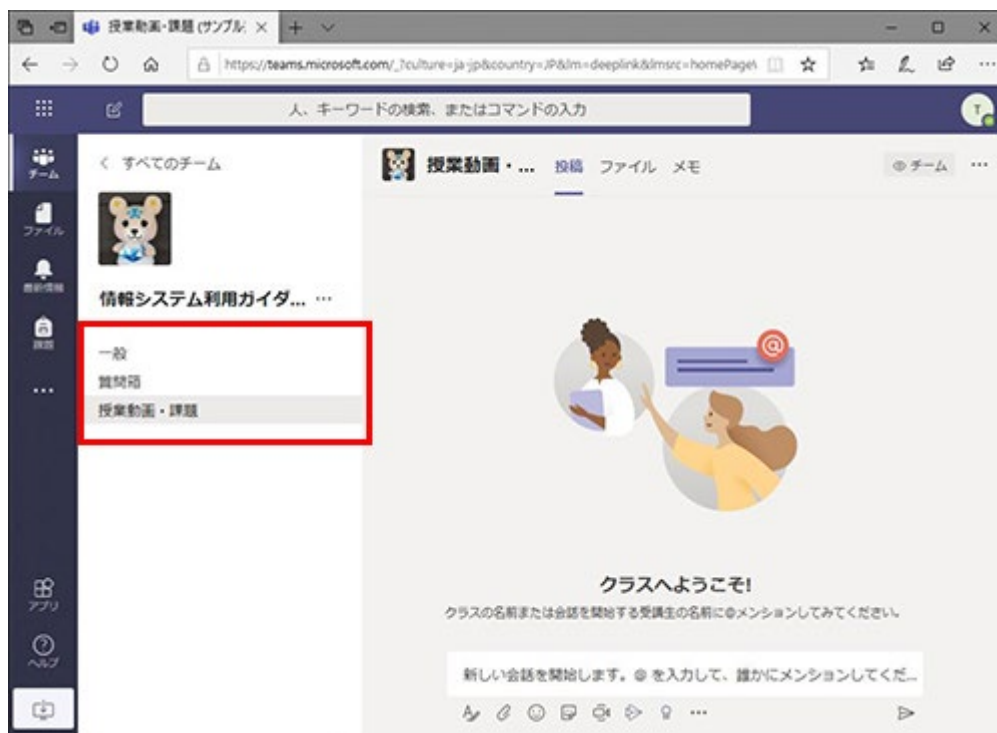 授業動画・課題 (サンプル
https://teams.microsoft.com/_?culture=ja-jp&country=JP&lm=deeplink&lmsrc=homePageW
人、キーワードの検索、またはコマンドの入力
T
チーム
ファイル
最新情報
課題
アプリ
ヘルプ
すべてのチーム
情報システム利用ガイダ... ...
一般
質問箱
授業動画・課題
授業動画・... 投稿 ファイル メモ
チーム ...
クラスへようこそ!
クラスの名前または会話を開始する受講生の名前に@メンションしてみてください。
新しい会話を開始します。@ を入力して、誰かにメンションしてくだ...